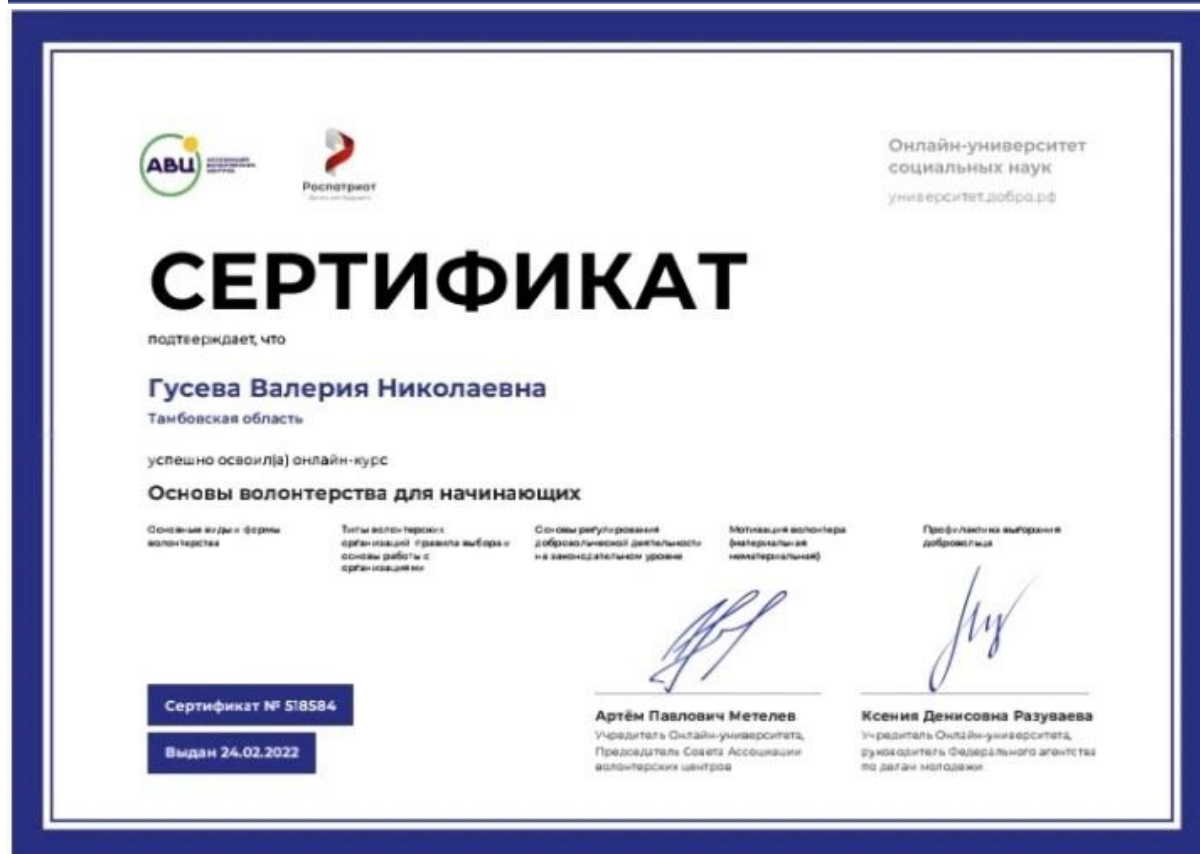 АВЦ
АССОЦИАЦИЯ
ВОЛОНТЕРСКИХ
ЦЕНТРОВ
Роспатриот
Онлайн-университет
социальных наук
университет.добро.рф
СЕРТИФИКАТ
подтверждает, что
Гусева Валерия Николаевна
Тамбовская область
успешно освоил(а) онлайн-курс
Основы волонтерства для начинающих
Основные виды и формы
волонтерства
Типы волонтерских
организаций правила выбора и
основы работы с
организациями
Основы регулирования
добровольческой деятельности
на законодательном уровне
Мотивация волонтера
(материальная
нематериальная)
Профилактика выгорания
добровольца
Сертификат № 518584
Выдан 24.02.2022
Артём Павлович Метелев
Учредитель Онлайн-университета,
Председатель Совета Ассоциации
волонтерских центров
Ксения Денисовна Разуваева
Учредитель Онлайн-университета,
руководитель Федерального агентства
по делам молодежи